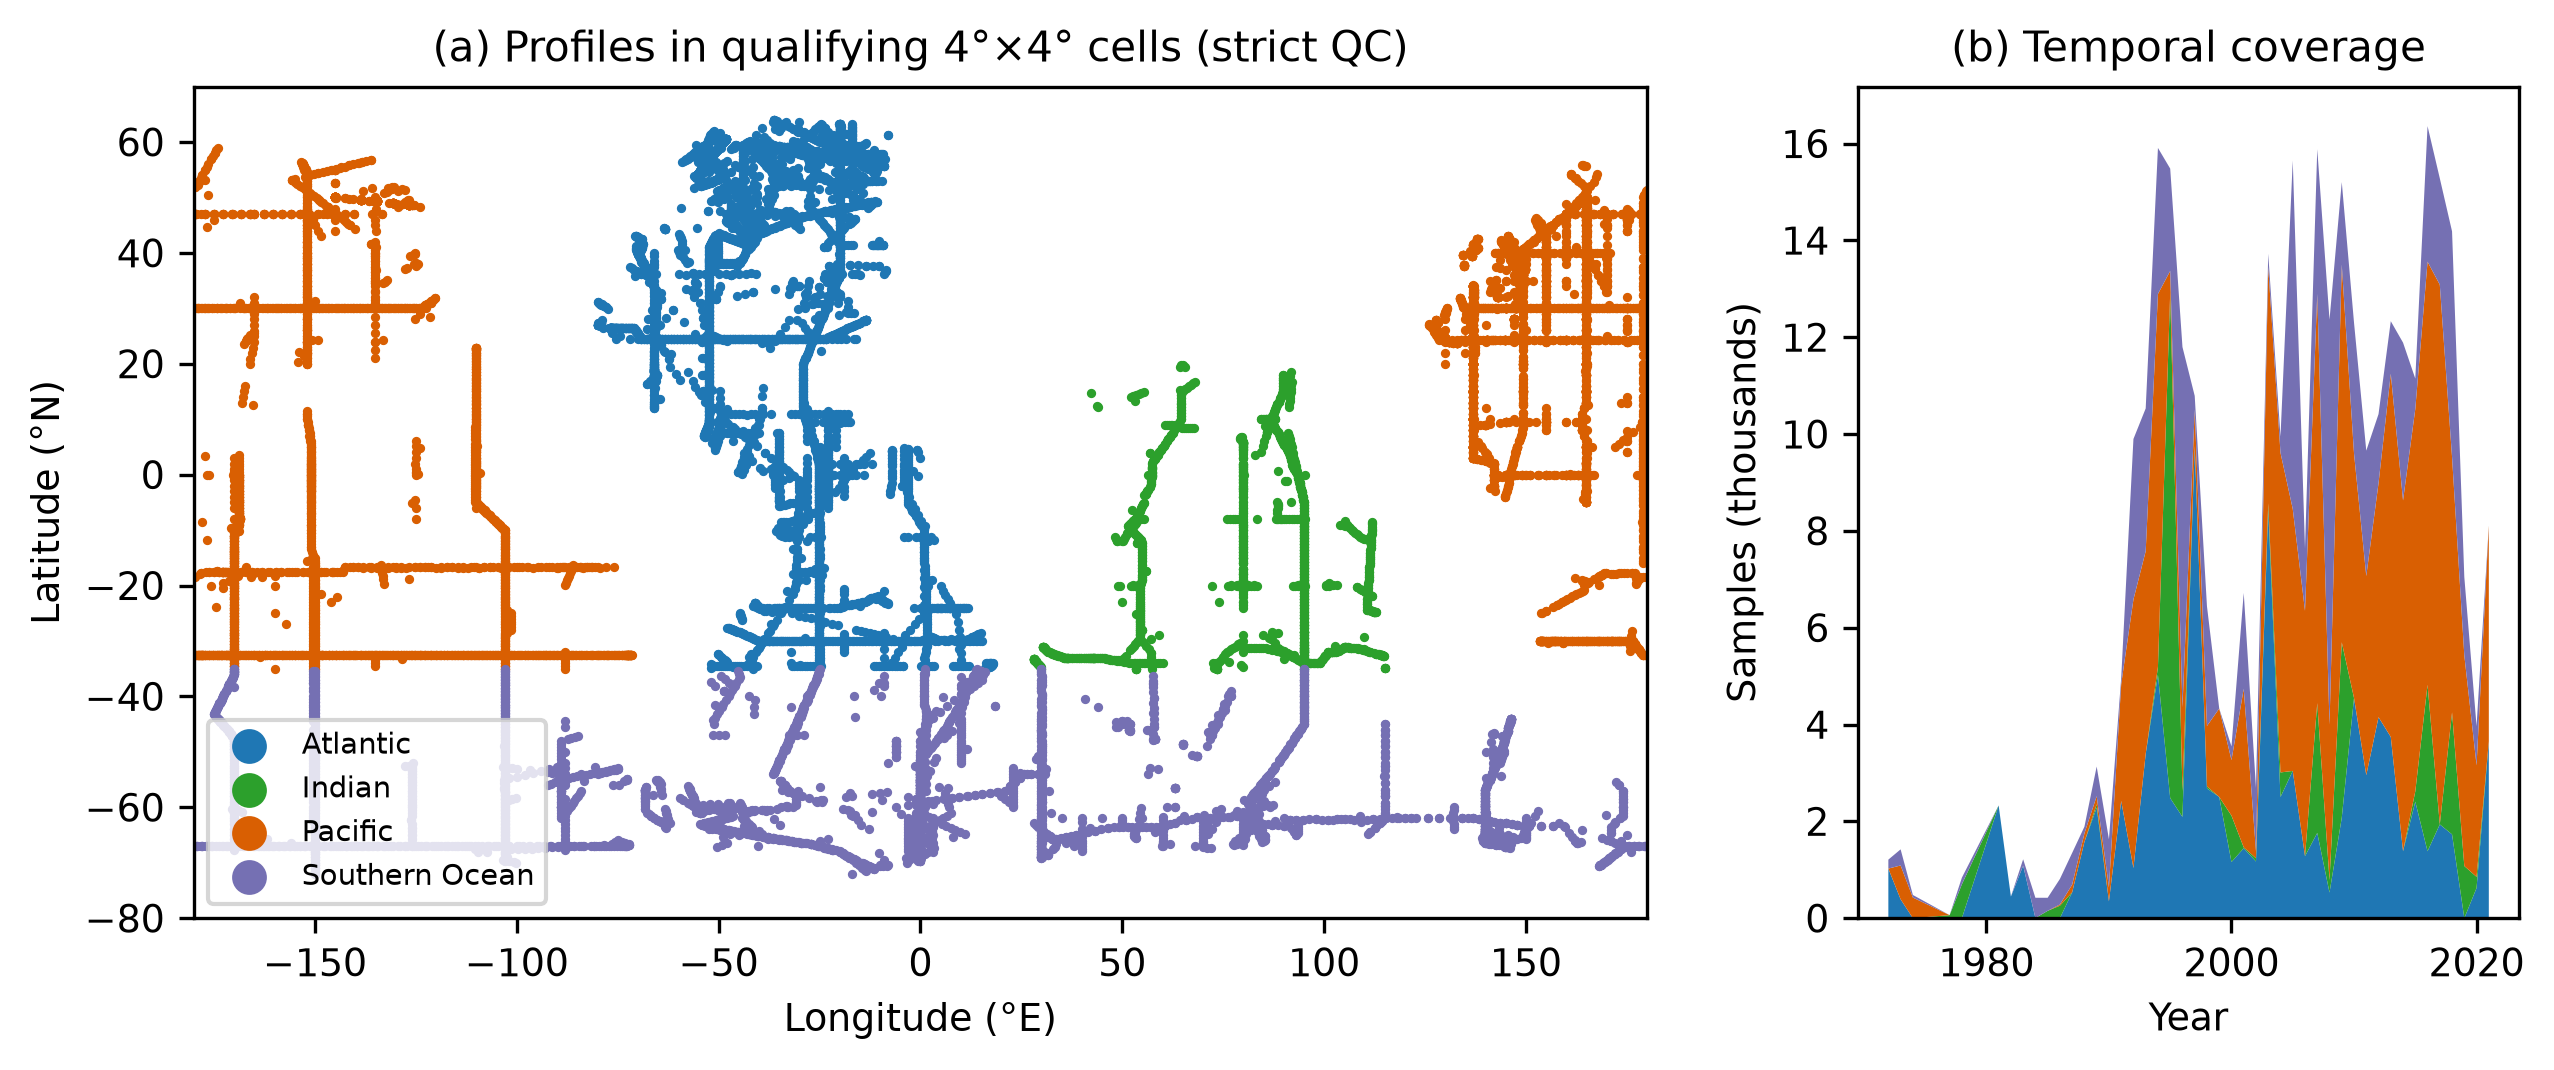 (a) Profiles in qualifying 4°×4° cells (strict QC)
Latitude (°N)
60
40
20
0
−20
−40
−60
−80
Atlantic
Indian
Pacific
Southern Ocean
−150
−100
−50
0
50
100
150
Longitude (°E)
(b) Temporal coverage
Samples (thousands)
16
14
12
10
8
6
4
2
0
1980
2000
2020
Year